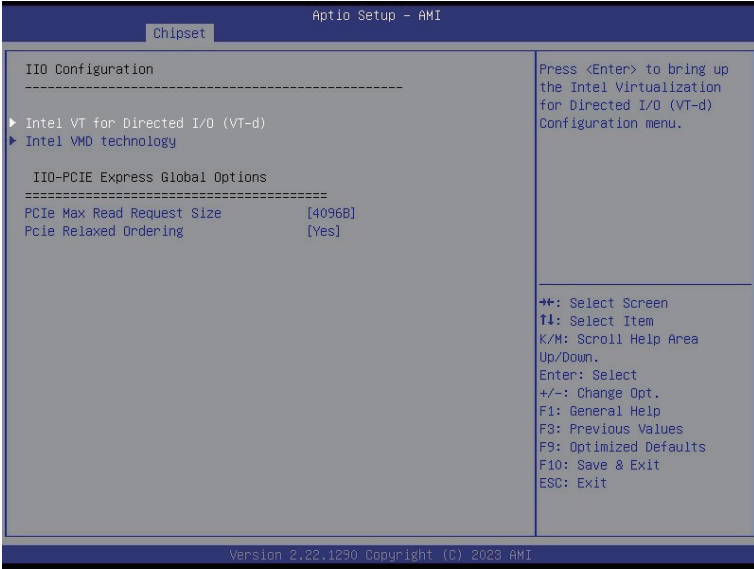 Aptio Setup - AMI
Chipset
IIO Configuration
------------------------------------------------
Intel VT for Directed I/O (VT-d)
Intel VMD technology
IIO-PCIE Express Global Options
======================================
PCIe Max Read Request Size [4096B]
Pcie Relaxed Ordering [Yes]
Press <Enter> to bring up
the Intel Virtualization
for Directed I/O (VT-d)
Configuration menu.
→←: Select Screen
↑↓: Select Item
K/M: Scroll Help Area
Up/Down.
Enter: Select
+/-: Change Opt.
F1: General Help
F3: Previous Values
F9: Optimized Defaults
F10: Save & Exit
ESC: Exit
Version 2.22.1290 Copyright (C) 2023 AMI